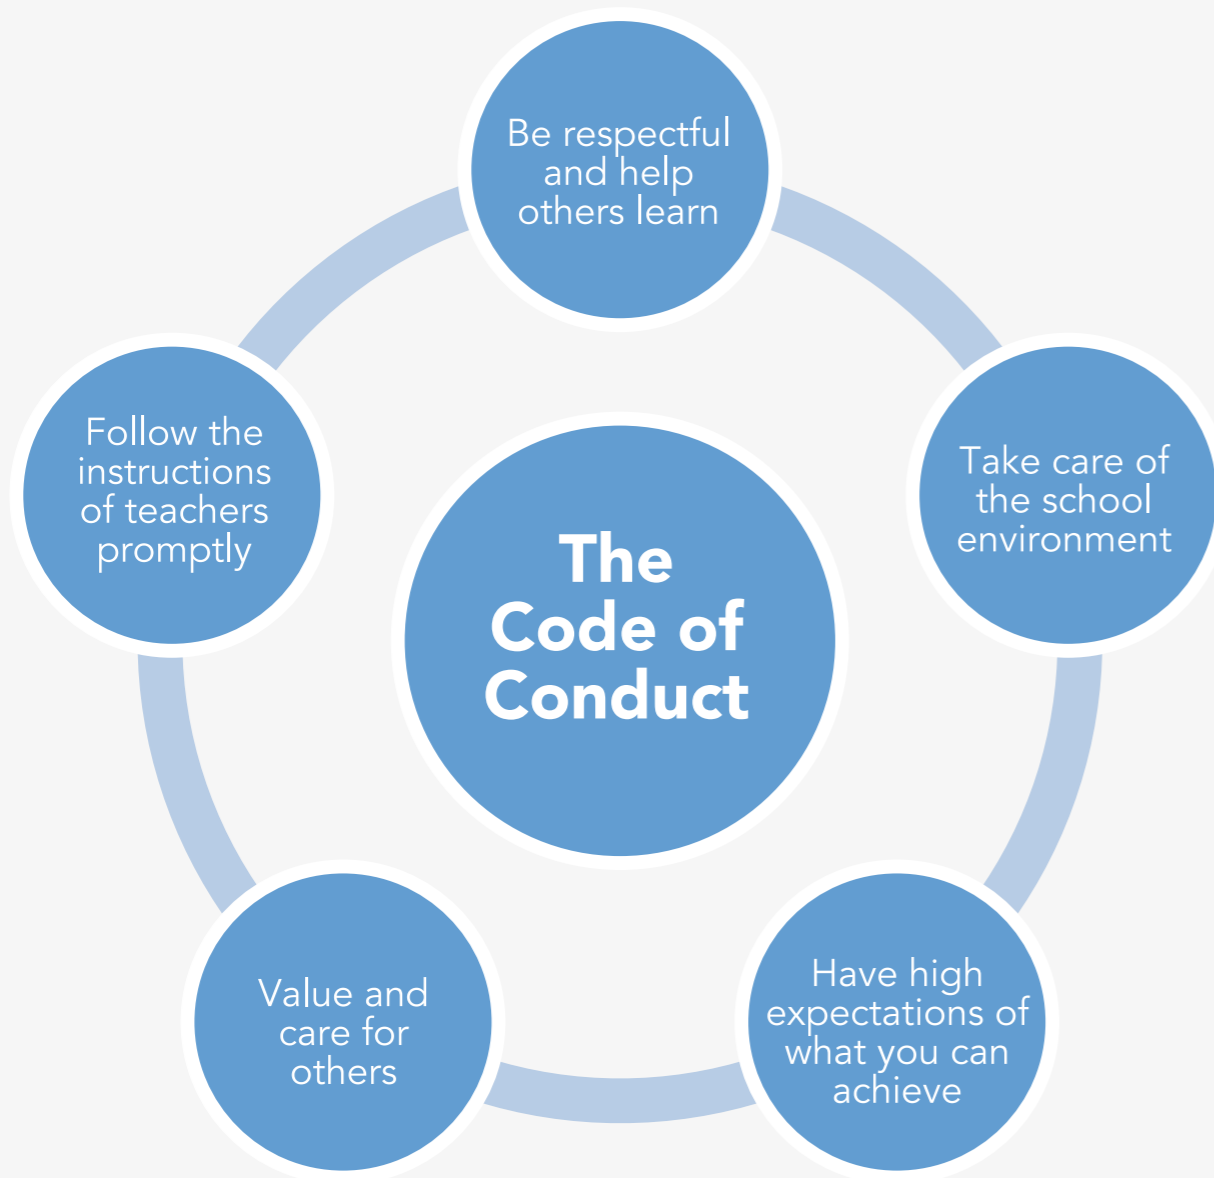 Be respectful
and help
others learn
Follow the
instructions
of teachers
promptly
Take care of
the school
environment
The
Code of
Conduct
Value and
care for
others
Have high
expectations of
what you can
achieve